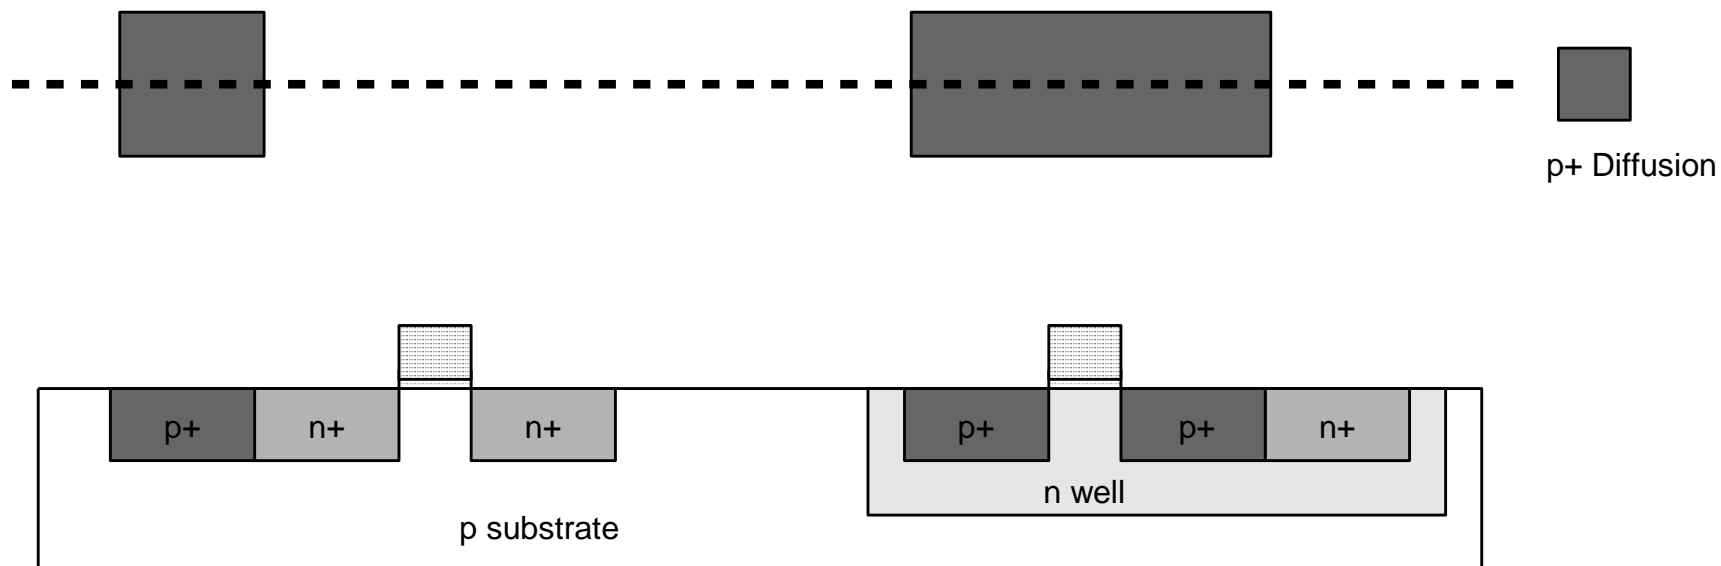 p+ Diffusion
p+ n+ n+ p+ p+ n+
n well
p substrate